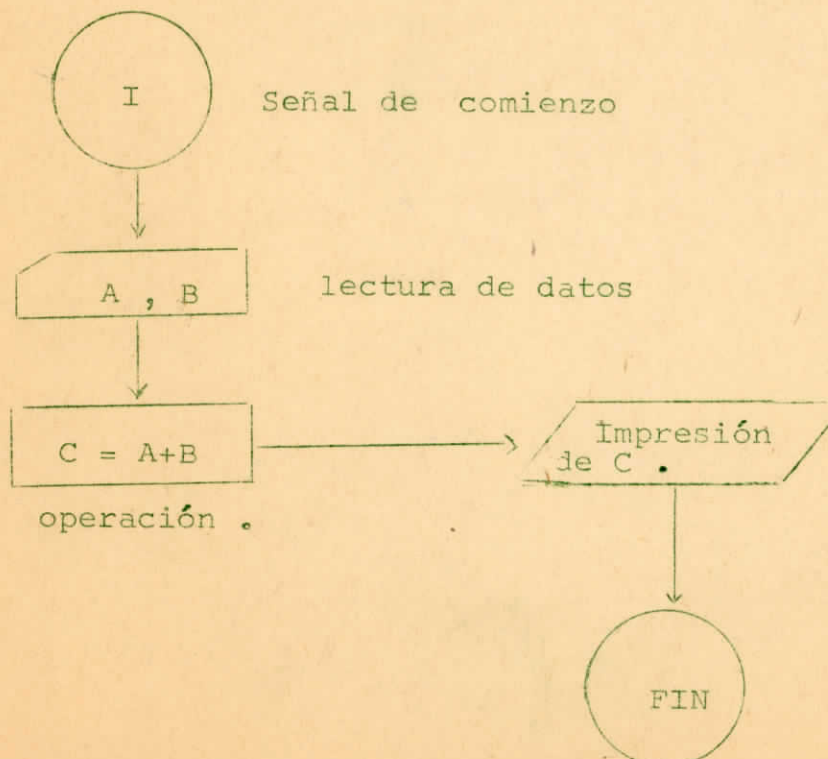 I
Señal de comienzo
A , B
lectura de datos
C = A+B
operación .
Impresión
de C .
FIN